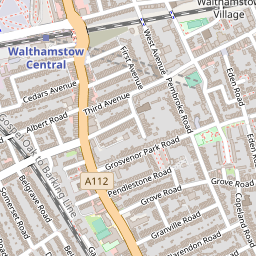 Walthamstow
Village
Walthamstow
Central
First Avenue
West Avenue
Cedars Avenue
Third Avenue
Pembroke Road
Eden Road
Albert Road
Gospel Oak to Barking Line
Grosvenor Park Road
Eden
A112
Pendlestone Road
Grove Road
Grove Road
Belgrave Road
Somerset Road
Copeland Road
Granville Road
Clarendon Road